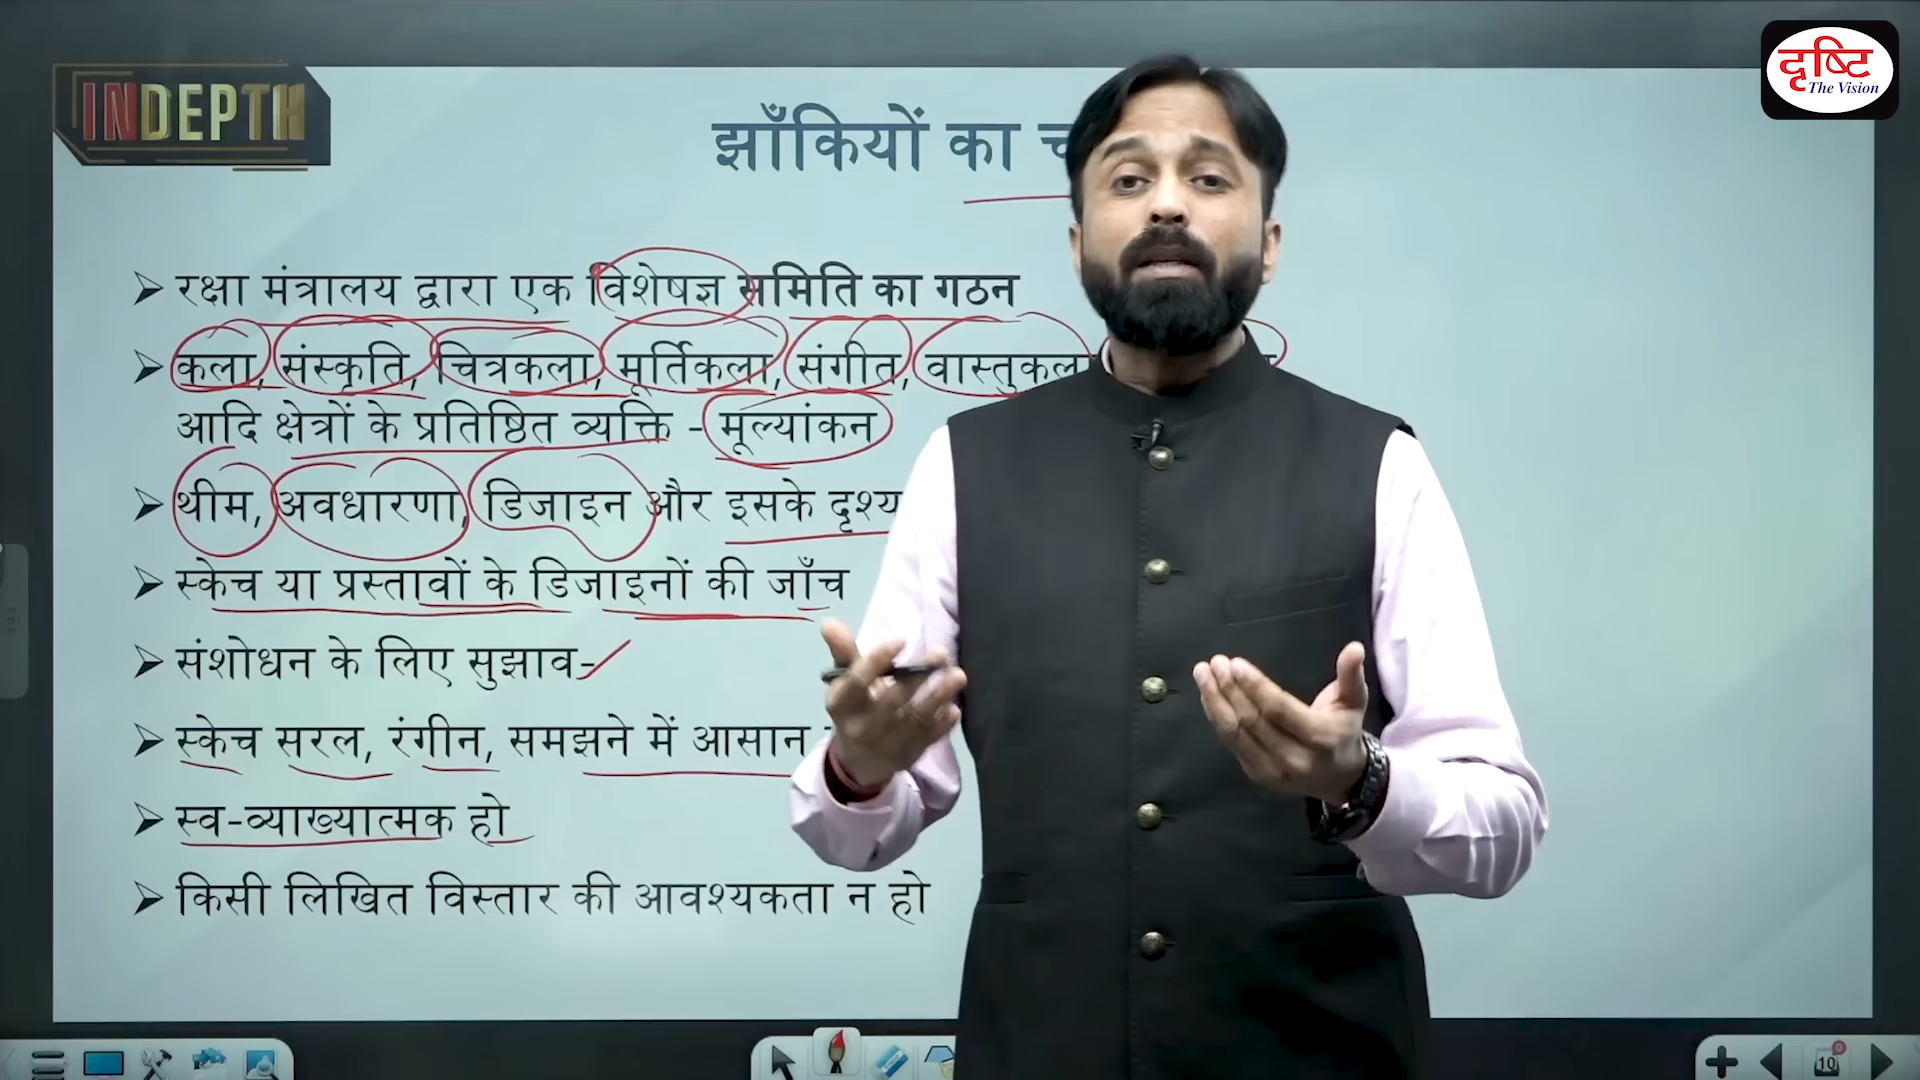 INDEPTH
दृष्टि
The Vision
झाँकियों का
रक्षा मंत्रालय द्वारा एक विशेषज्ञ समिति का गठन
कला, संस्कृति, चित्रकला, मूर्तिकला, संगीत,
आदि क्षेत्रों के प्रतिष्ठित व्यक्ति - मूल्यांकन
थीम, अवधारणा, डिजाइन और इसके दृश्य
स्केच या प्रस्तावों के डिजाइनों की जाँच
संशोधन के लिए सुझाव-
स्केच सरल, रंगीन, समझने में आसान
स्व-व्याख्यात्मक हो
किसी लिखित विस्तार की आवश्यकता न हो
10